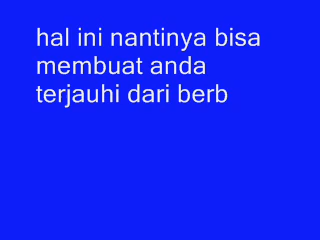 hal ini nantinya bisa
membuat anda
terjauhi dari berb